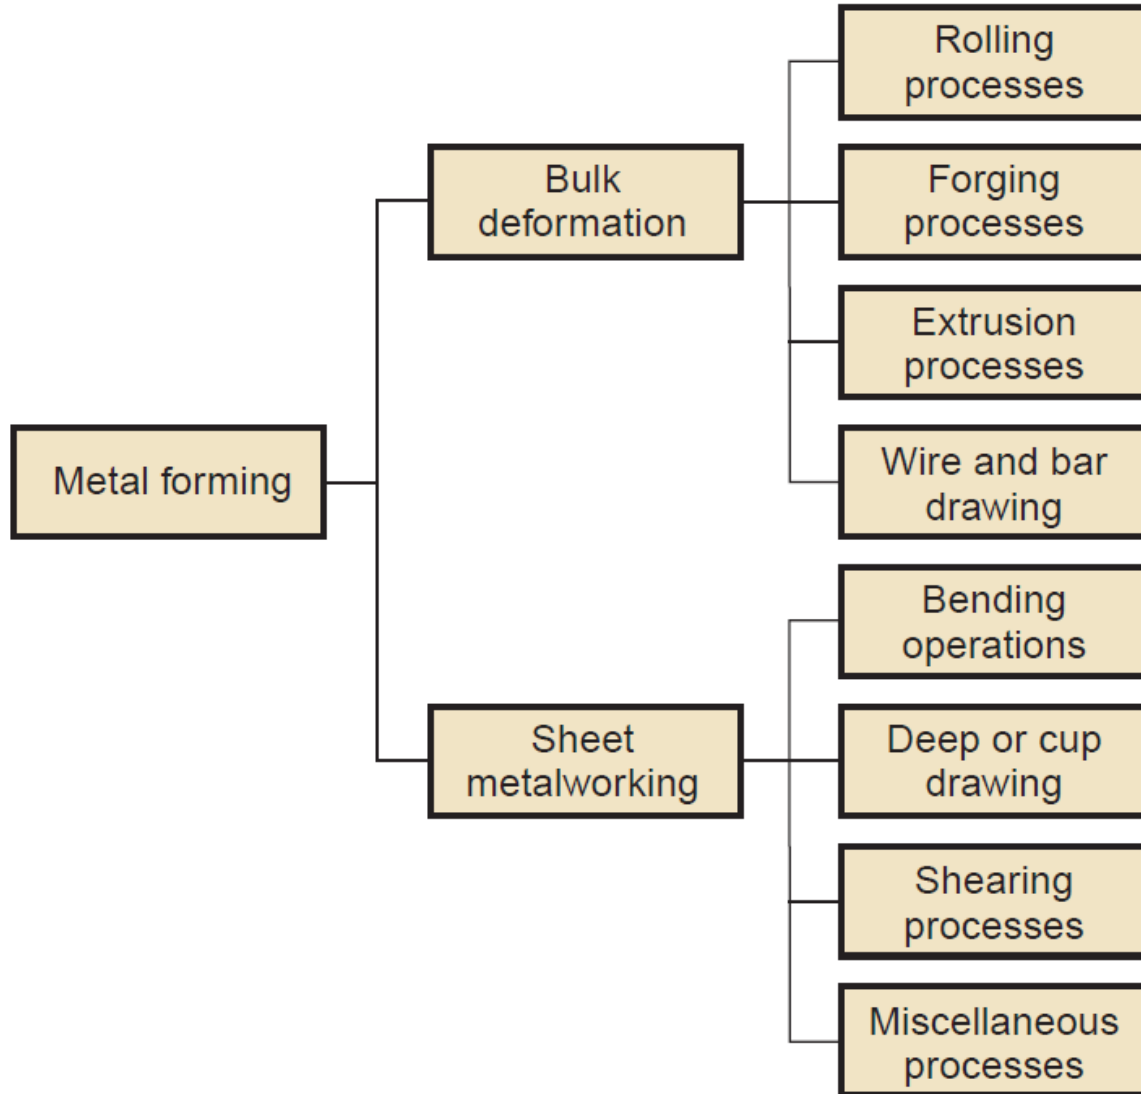 Rolling
processes
Bulk
deformation
Forging
processes
Extrusion
processes
Metal forming
Wire and bar
drawing
Bending
operations
Sheet
metalworking
Deep or cup
drawing
Shearing
processes
Miscellaneous
processes